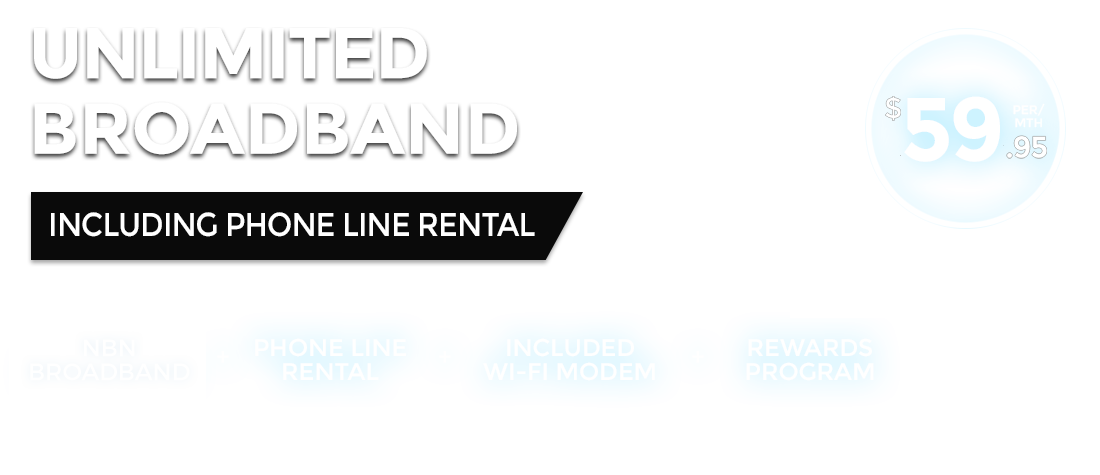 UNLIMITED
BROADBAND
$59.95 PER/
MTH
INCLUDING PHONE LINE RENTAL
NBN
BROADBAND
PHONE LINE
RENTAL
INCLUDED
WI-FI MODEM
REWARDS
PROGRAM